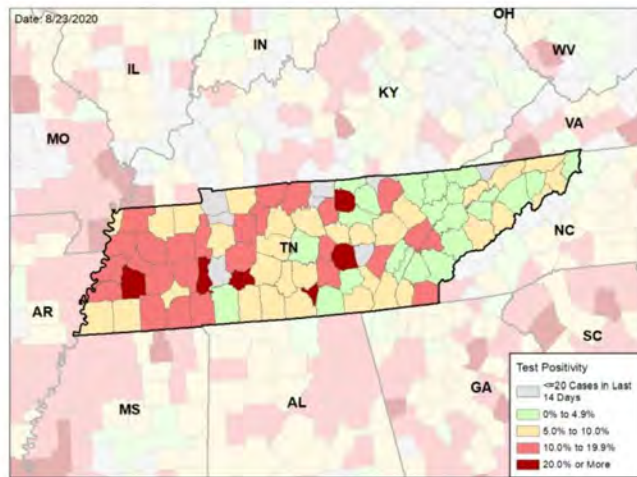 Date: 8/23/2020
OH
IN
WV
IL
KY
MO
VA
TN
NC
AR
SC
MS
AL
GA
Test Positivity
<=20 Cases in Last
14 Days
0% to 4.9%
5.0% to 10.0%
10.0% to 19.9%
20.0% or More